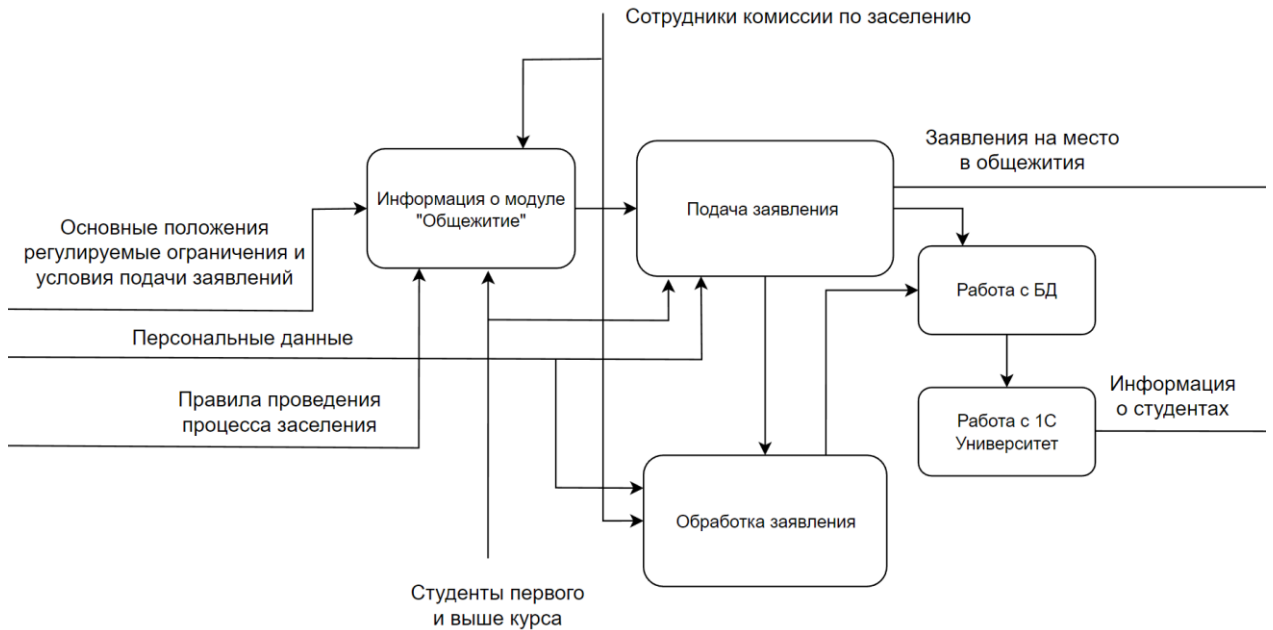 Сотрудники комиссии по заселению
Заявления на место
в общежития
Информация о модуле
"Общежитие"
Подача заявления
Основные положения
регулируемые ограничения и
условия подачи заявлений
Работа с БД
Персональные данные
Правила проведения
процесса заселения
Информация
о студентах
Работа с 1С
Университет
Обработка заявления
Студенты первого
и выше курса